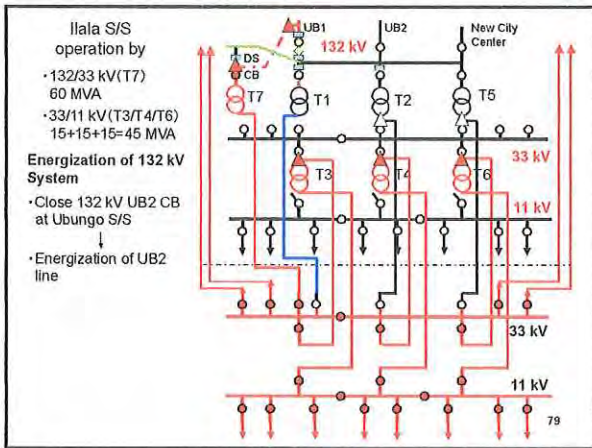 Ilala S/S
operation by
•132/33 kV(T7)
60 MVA
•33/11 kV(T3/T4/T6)
15+15+15=45 MVA
Energization of 132 kV
System
•Close 132 kV UB2 CB
at Ubungo S/S
•Energization of UB2
line
UB1
UB2
New City
Center
132 kV
DS
CB
T7
T1
T2
T5
33 kV
T3
T4
T6
11 kV
33 kV
11 kV
79